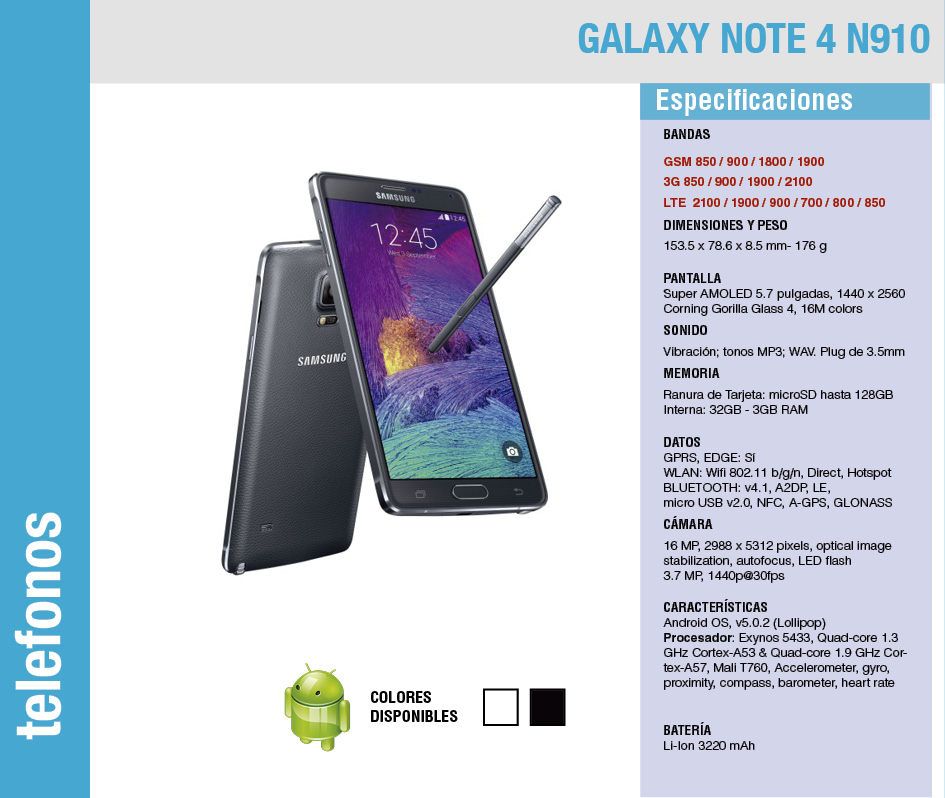 GALAXY NOTE 4 N910
telefonos
SAMSUNG
12:45
12:45
Wed 3 September
SAMSUNG
COLORES
DISPONIBLES
Especificaciones
BANDAS
GSM 850 / 900 / 1800 / 1900
3G 850 / 900 / 1900 / 2100
LTE  2100 / 1900 / 900 / 700 / 800 / 850
DIMENSIONES Y PESO
153.5 x 78.6 x 8.5 mm- 176 g
PANTALLA
Super AMOLED 5.7 pulgadas, 1440 x 2560
Corning Gorilla Glass 4, 16M colors
SONIDO
Vibración; tonos MP3; WAV. Plug de 3.5mm
MEMORIA
Ranura de Tarjeta: microSD hasta 128GB
Interna: 32GB - 3GB RAM
DATOS
GPRS, EDGE: Sí
WLAN: Wifi 802.11 b/g/n, Direct, Hotspot
BLUETOOTH: v4.1, A2DP, LE,
micro USB v2.0, NFC, A-GPS, GLONASS
CÁMARA
16 MP, 2988 x 5312 pixels, optical image
stabilization, autofocus, LED flash
3.7 MP, 1440p@30fps
CARACTERÍSTICAS
Android OS, v5.0.2 (Lollipop)
Procesador: Exynos 5433, Quad-core 1.3
GHz Cortex-A53 & Quad-core 1.9 GHz Cor-
tex-A57, Mali T760, Accelerometer, gyro,
proximity, compass, barometer, heart rate
BATERÍA
Li-Ion 3220 mAh